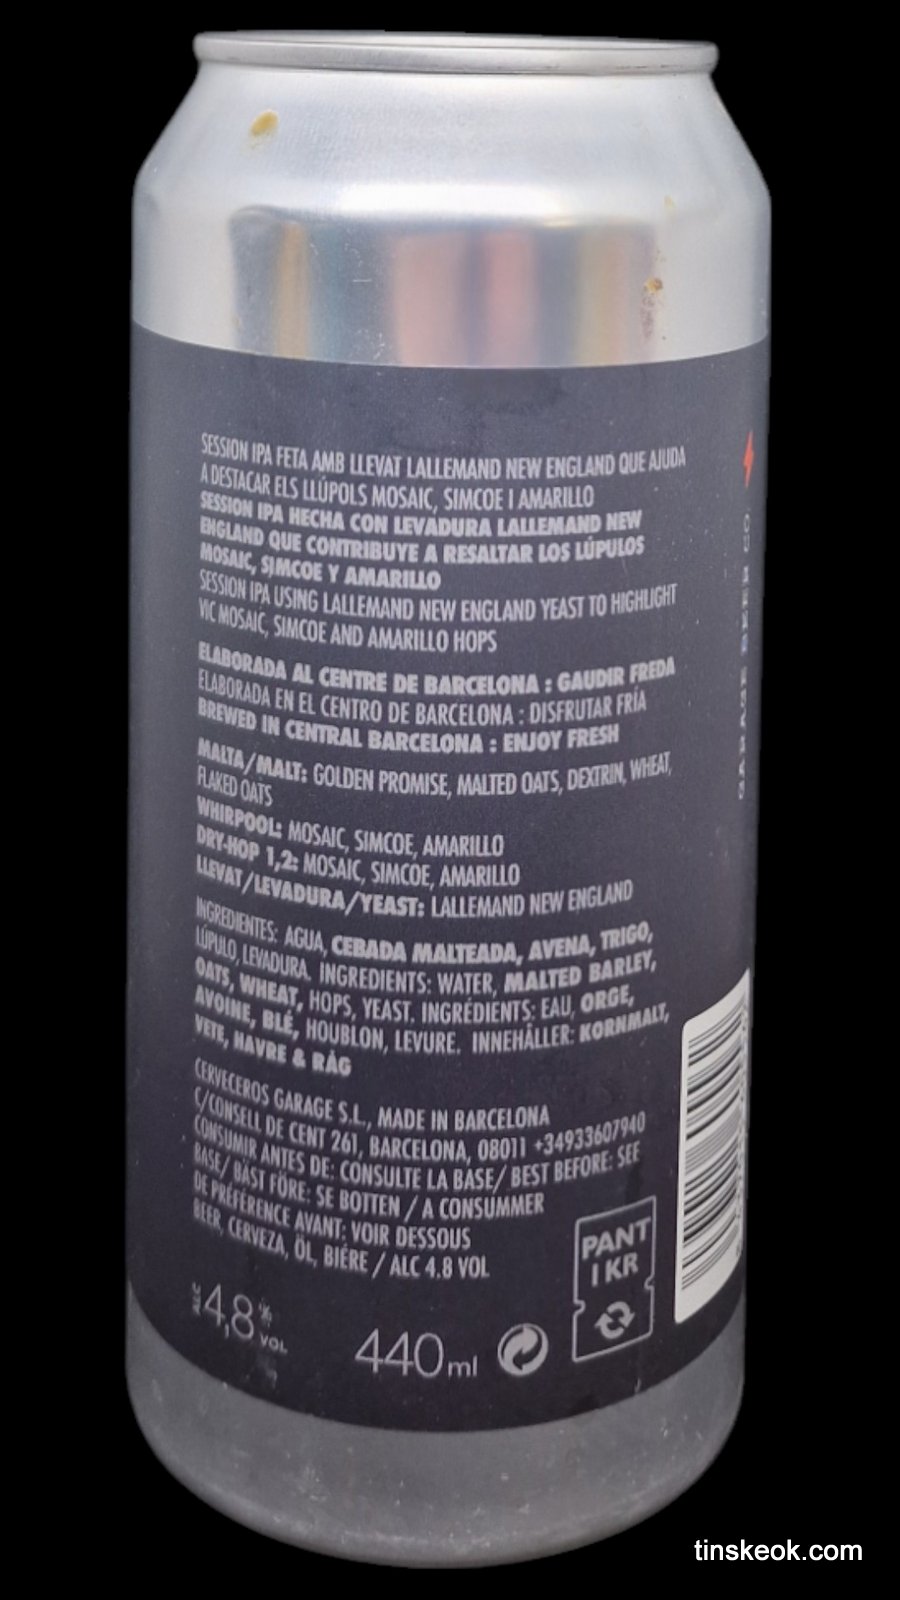 SESSION IPA FETA AMB LLEVAT LALLEMAND NEW ENGLAND QUE AJUDA
A DESTACAR ELS LLÚPOLS MOSAIC, SIMCOE I AMARILLO
SESSION IPA HECHA CON LEVADURA LALLEMAND NEW
ENGLAND QUE CONTRIBUYE A RESALTAR LOS LÚPULOS
MOSAIC, SIMCOE Y AMARILLO
SESSION IPA USING LALLEMAND NEW ENGLAND YEAST TO HIGHLIGHT
VIC MOSAIC, SIMCOE AND AMARILLO HOPS
ELABORADA AL CENTRE DE BARCELONA : GAUDIR FREDA
ELABORADA EN EL CENTRO DE BARCELONA : DISFRUTAR FRÍA
BREWED IN CENTRAL BARCELONA : ENJOY FRESH
MALTA/MALT: GOLDEN PROMISE, MALTED OATS, DEXTRIN, WHEAT,
FLAKED OATS
WHIRPOOL: MOSAIC, SIMCOE, AMARILLO
DRY-HOP 1,2: MOSAIC, SIMCOE, AMARILLO
LLEVAT/LEVADURA/YEAST: LALLEMAND NEW ENGLAND
INGREDIENTES: AGUA, CEBADA MALTEADA, AVENA, TRIGO,
LÚPULO, LEVADURA. INGREDIENTS: WATER, MALTED BARLEY,
OATS, WHEAT, HOPS, YEAST. INGRÉDIENTS: EAU, ORGE,
AVOINE, BLÉ, HOUBLON, LEVURE. INNEHÅLLER: KORNMALT,
VETE, HAVRE & RÅG
CERVECEROS GARAGE S.L., MADE IN BARCELONA
C/CONSELL DE CENT 261, BARCELONA, 08011 +34933607940
CONSUMIR ANTES DE: CONSULTE LA BASE/ BEST BEFORE: SEE
BASE/ BÄST FÖRE: SE BOTTEN / A CONSUMMER
DE PRÉFÉRENCE AVANT: VOIR DESSOUS
BEER, CERVEZA, ÖL, BIÉRE / ALC 4.8 VOL
ALC 4,8 % VOL
440 ml
PANT
1 KR
GARAGE BEER CO
tinskeok.com